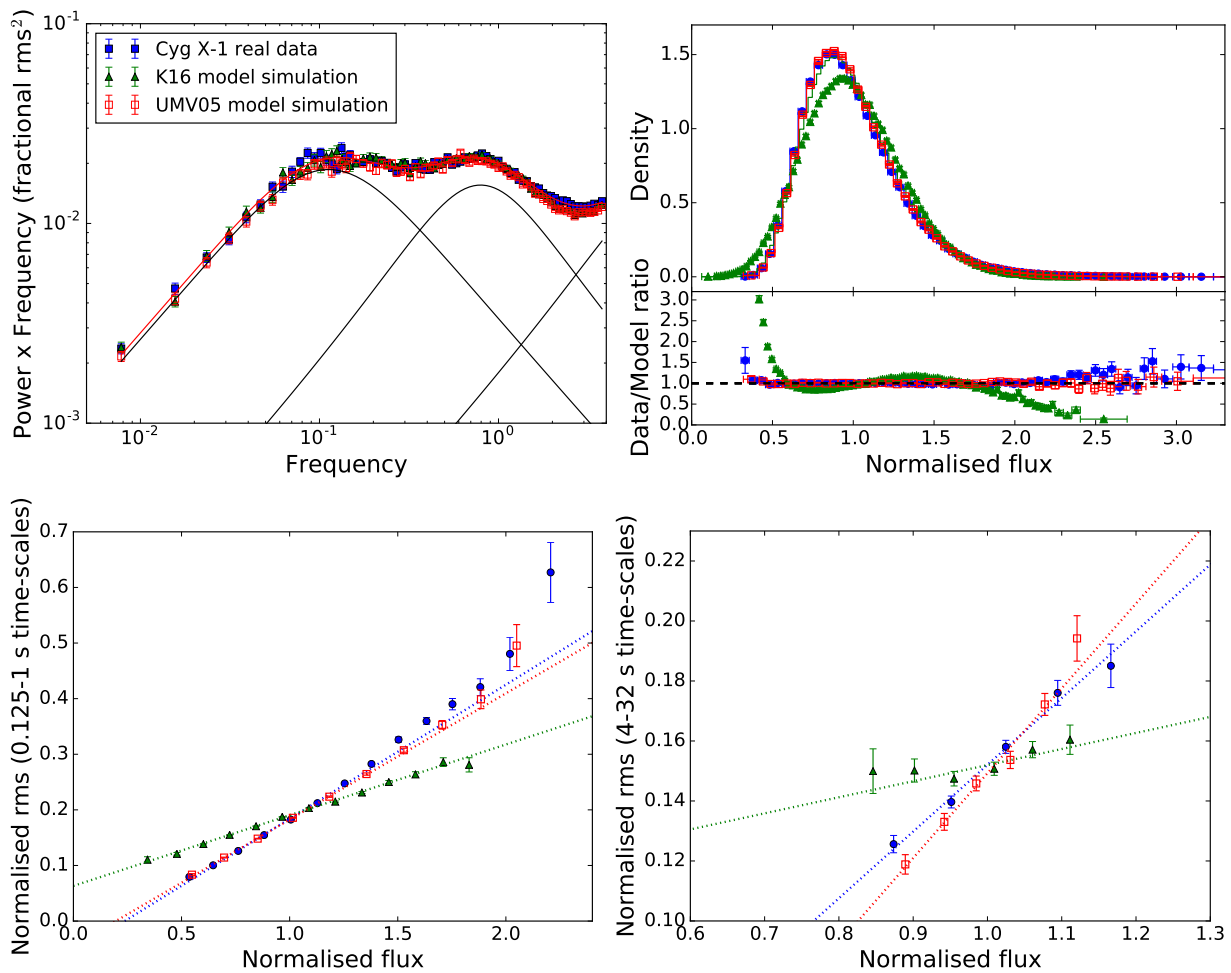 Power x Frequency (fractional rms²)
10⁻¹
10⁻²
10⁻³
Cyg X-1 real data
K16 model simulation
UMV05 model simulation
10⁻² 10⁻¹ 10⁰
Frequency
Density
1.5
1.0
0.5
0.0
Data/Model ratio
3.0
2.5
2.0
1.5
1.0
0.5
0.0
0.0 0.5 1.0 1.5 2.0 2.5 3.0
Normalised flux
Normalised rms (0.125-1 s time-scales)
0.7
0.6
0.5
0.4
0.3
0.2
0.1
0.0
0.0 0.5 1.0 1.5 2.0
Normalised flux
Normalised rms (4-32 s time-scales)
0.22
0.20
0.18
0.16
0.14
0.12
0.10
0.6 0.7 0.8 0.9 1.0 1.1 1.2 1.3
Normalised flux